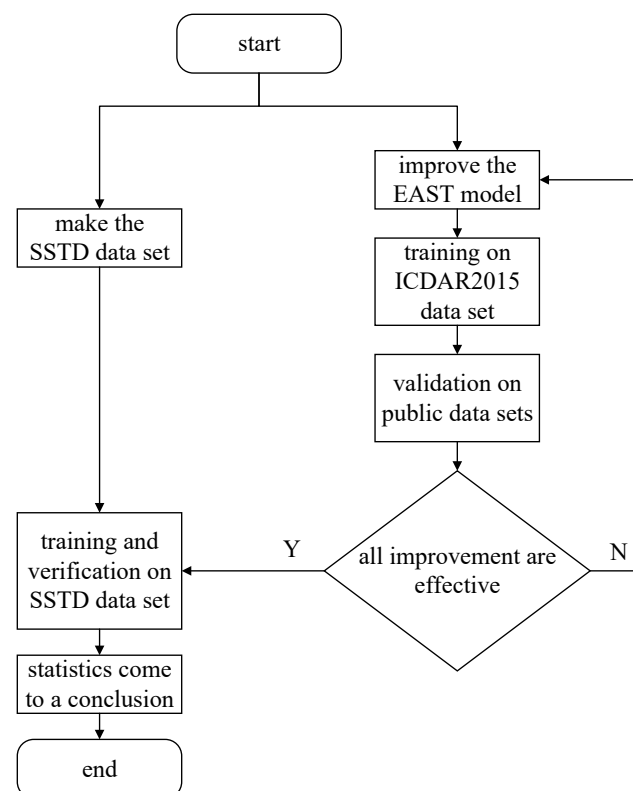 start
improve the
EAST model
make the
SSTD data set
training on
ICDAR2015
data set
validation on
public data sets
all improvement are
effective
Y
N
training and
verification on
SSTD data set
statistics come
to a conclusion
end